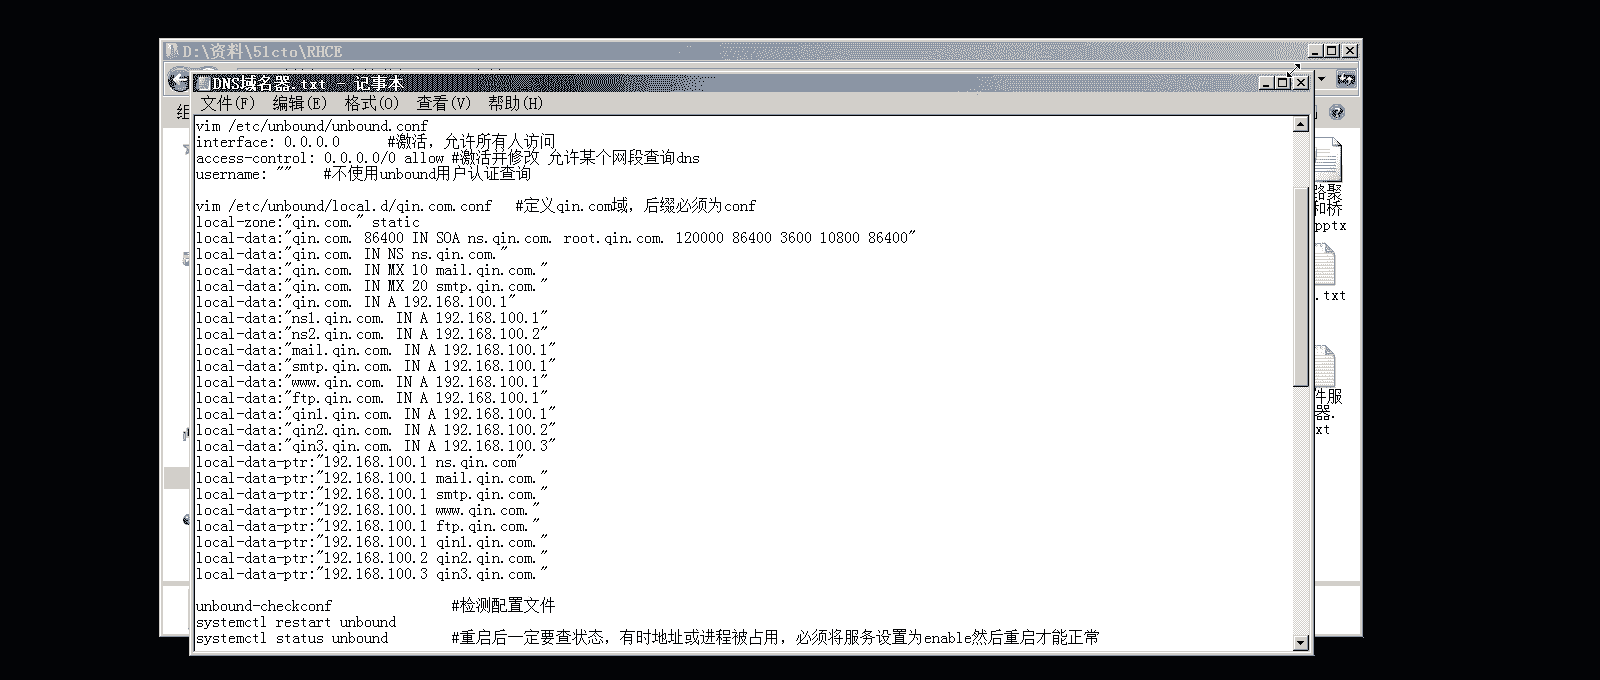 D:\资料\51cto\RHCE
DNS域名器.txt - 记事本
文件(F) 编辑(E) 格式(O) 查看(V) 帮助(H)
组
vim /etc/unbound/unbound.conf
interface: 0.0.0.0 #激活，允许所有人访问
access-control: 0.0.0.0/0 allow #激活并修改 允许某个网段查询dns
username: "" #不使用unbound用户认证查询
vim /etc/unbound/local.d/qin.com.conf #定义qin.com域，后缀必须为conf
local-zone:"qin.com." static
local-data:"qin.com. 86400 IN SOA ns.qin.com. root.qin.com. 120000 86400 3600 10800 86400"
local-data:"qin.com. IN NS ns.qin.com."
local-data:"qin.com. IN MX 10 mail.qin.com."
local-data:"qin.com. IN MX 20 smtp.qin.com."
local-data:"qin.com. IN A 192.168.100.1"
local-data:"ns1.qin.com. IN A 192.168.100.1"
local-data:"ns2.qin.com. IN A 192.168.100.2"
local-data:"mail.qin.com. IN A 192.168.100.1"
local-data:"smtp.qin.com. IN A 192.168.100.1"
local-data:"www.qin.com. IN A 192.168.100.1"
local-data:"ftp.qin.com. IN A 192.168.100.1"
local-data:"qin1.qin.com. IN A 192.168.100.1"
local-data:"qin2.qin.com. IN A 192.168.100.2"
local-data:"qin3.qin.com. IN A 192.168.100.3"
local-data-ptr:"192.168.100.1 ns.qin.com"
local-data-ptr:"192.168.100.1 mail.qin.com."
local-data-ptr:"192.168.100.1 smtp.qin.com."
local-data-ptr:"192.168.100.1 www.qin.com."
local-data-ptr:"192.168.100.1 ftp.qin.com."
local-data-ptr:"192.168.100.1 qin1.qin.com."
local-data-ptr:"192.168.100.2 qin2.qin.com."
local-data-ptr:"192.168.100.3 qin3.qin.com."
unbound-checkconf #检测配置文件
systemctl restart unbound
systemctl status unbound #重启后一定要查状态，有时地址或进程被占用，必须将服务设置为enable然后重启才能正常
路聚
和桥
pptx
.txt
件服
器.
xt